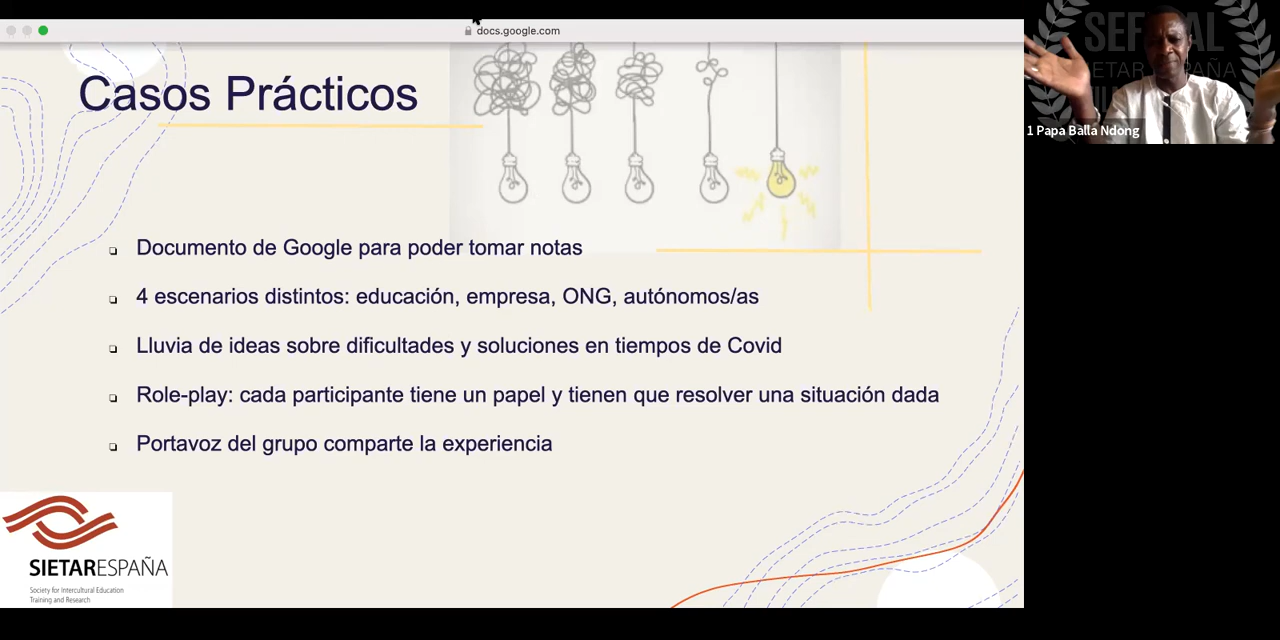 docs.google.com
Casos Prácticos
Documento de Google para poder tomar notas
4 escenarios distintos: educación, empresa, ONG, autónomos/as
Lluvia de ideas sobre dificultades y soluciones en tiempos de Covid
Role-play: cada participante tiene un papel y tienen que resolver una situación dada
Portavoz del grupo comparte la experiencia
SIETARESPAÑA
Society for Intercultural Education
Training and Research
1 Papa Balla Ndong